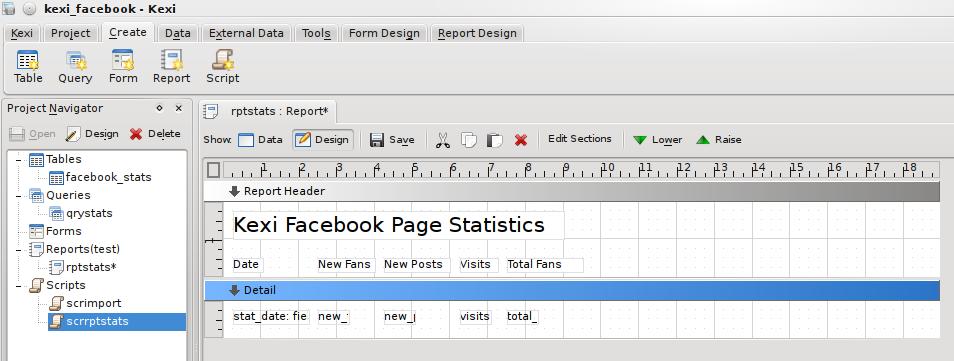 kexi_facebook - Kexi
Kexi Project Create Data External Data Tools Form Design Report Design
Table Query Form Report Script
Project Navigator
Open Design Delete
Tables
facebook_stats
Queries
qrystats
Forms
Reports(test)
rptstats*
Scripts
scrimport
scrrptstats
rptstats : Report*
Show: Data Design Save Edit Sections Lower Raise
1 2 3 4 5 6 7 8 9 10 11 12 13 14 15 16 17 18
Report Header
1
Kexi Facebook Page Statistics
Date New Fans New Posts Visits Total Fans
Detail
stat_date: fie new_ new_ visits total_